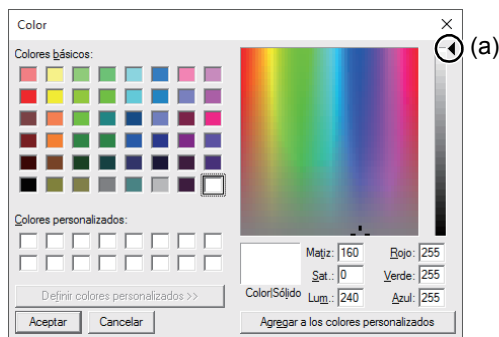 Color
(a)
Colores básicos:
Colores personalizados:
Definir colores personalizados >>
Aceptar
Cancelar
Color|Sólido
Matiz: 160
Sat.: 0
Lum.: 240
Rojo: 255
Verde: 255
Azul: 255
Agregar a los colores personalizados